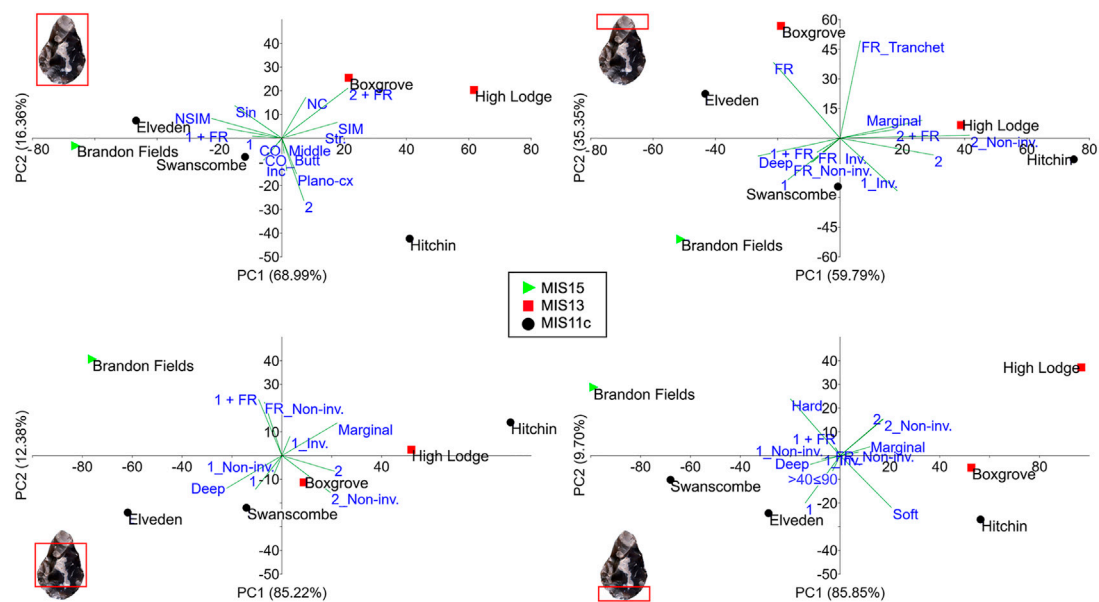 40
30
20
10
-80
-20
20
40
60
80
-10
-20
-30
-40
-50
PC2 (16.36%)
PC1 (68.99%)
Boxgrove
2 + FR
High Lodge
NC
Sin
NSIM
Elveden
SIM
1 + FR
1
Str.
Brandon Fields
CO_Middle
Swanscombe
CO_Butt
Inc
Plano-cx
2
Hitchin
60
45
30
15
-80
-60
-40
-20
20
40
60
80
-30
-45
-60
PC2 (35.35%)
PC1 (59.79%)
Boxgrove
FR_Tranchet
FR
Elveden
Marginal
High Lodge
2 + FR
2_Non-inv.
1 + FR
FR_Inv.
Deep
2
Hitchin
FR_Non-inv.
1
1_Inv.
Swanscombe
Brandon Fields
MIS15
MIS13
MIS11c
40
30
20
10
-80
-60
-40
-20
40
-10
-30
-40
-50
PC2 (12.38%)
PC1 (85.22%)
Brandon Fields
1 + FR
FR_Non-inv.
Marginal
1_Inv.
Hitchin
High Lodge
1_Non-inv.
2
Deep
1
Boxgrove
2_Non-inv.
Elveden
Swanscombe
40
30
20
10
-80
-60
-40
40
80
-20
-30
-40
-50
PC2 (9.70%)
PC1 (85.85%)
High Lodge
Brandon Fields
Hard
2
2_Non-inv.
1 + FR
Marginal
1_Non-inv.
FR
_Non-inv.
Deep
1_Inv.
Boxgrove
>40≤90
Swanscombe
1
Soft
Elveden
Hitchin